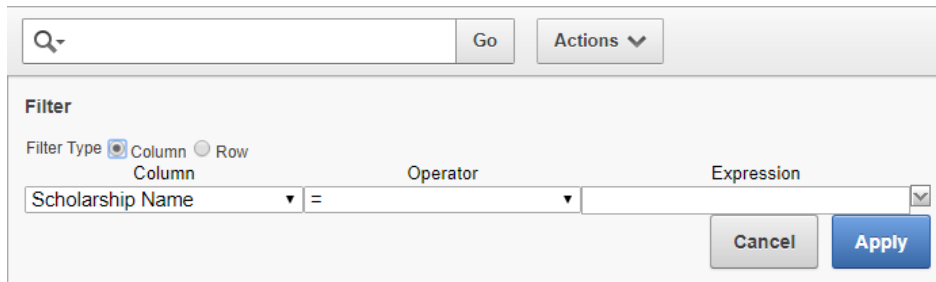 Go Actions
Filter
Filter Type Column Row
Column Operator Expression
Scholarship Name =
Cancel Apply